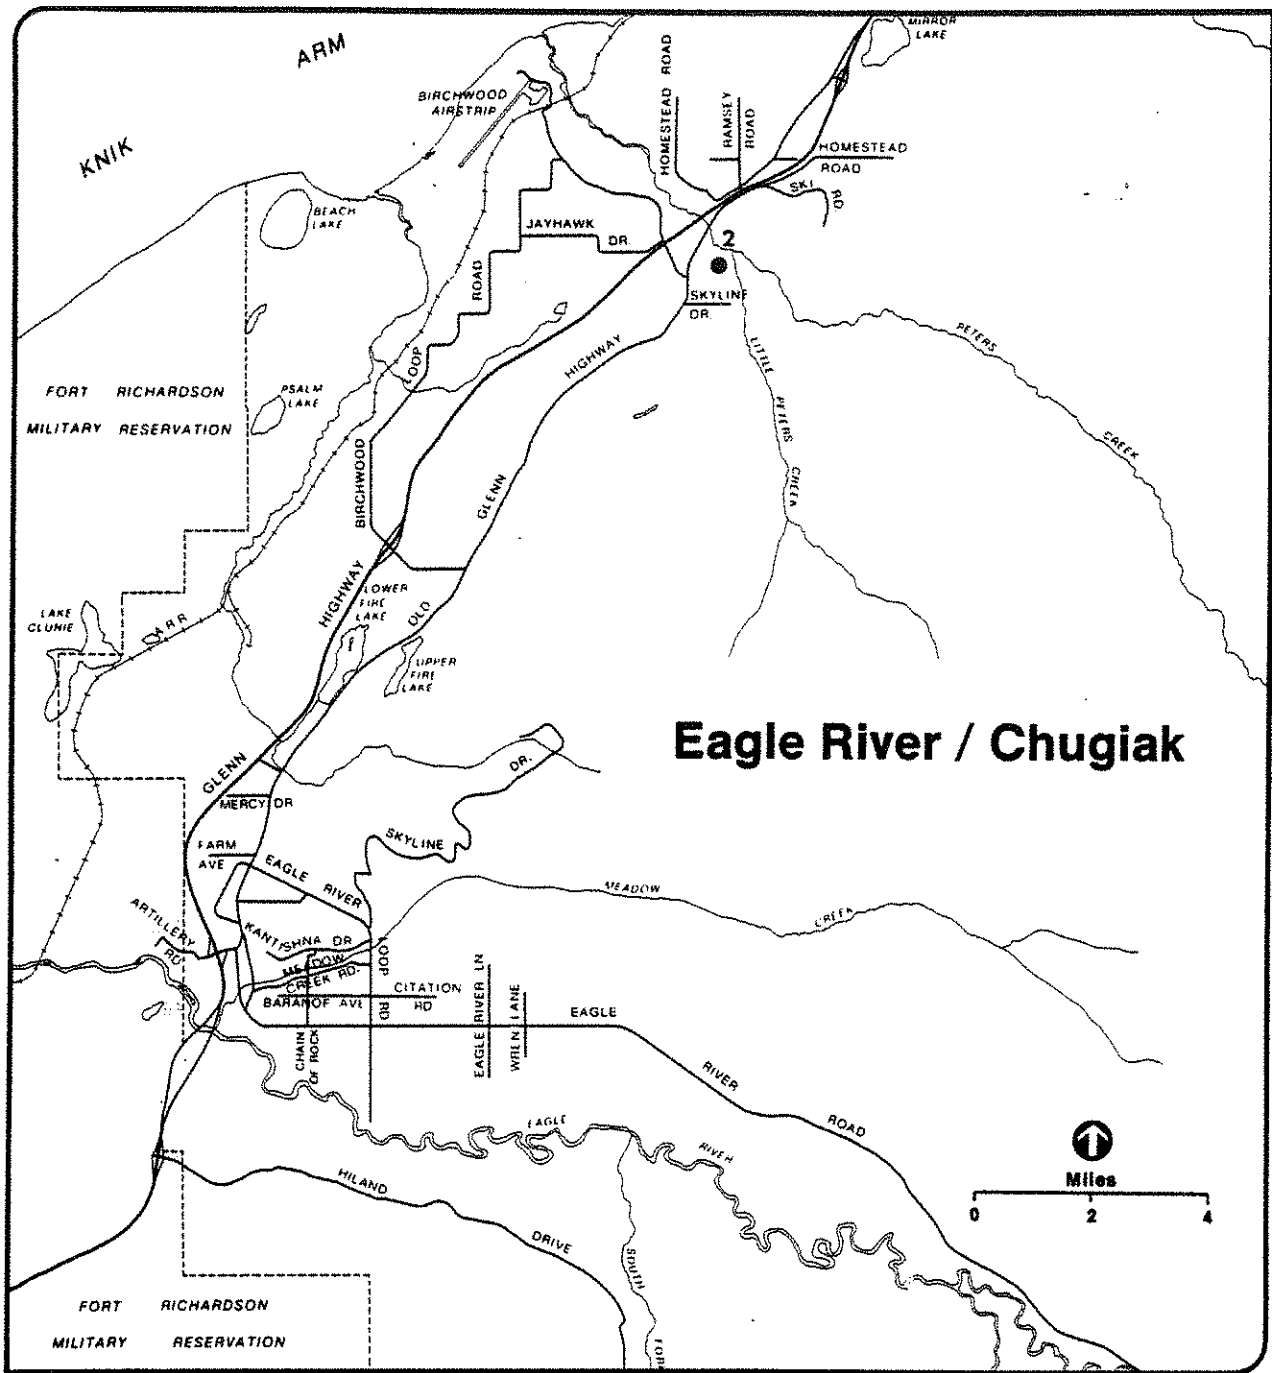 ARM
KNIK
MIRROR
LAKE
BIRCHWOOD
AIRSTRIP
HOMESTEAD ROAD
RAMSEY
ROAD
HOMESTEAD
ROAD
SKI RD.
BEACH
LAKE
JAYHAWK DR.
2
SKYLINE
DR.
BIRCHWOOD LOOP ROAD
PETERS CREEK
LITTLE PETERS CREEK
OLD GLENN HIGHWAY
FORT RICHARDSON
MILITARY RESERVATION
PSALM
LAKE
GLENN HIGHWAY
LOWER
FIRE
LAKE
UPPER
FIRE
LAKE
LAKE
CLUNIE
ARR
Eagle River / Chugiak
MERCY DR
FARM
AVE
SKYLINE DR.
EAGLE RIVER LOOP RD
MEADOW CREEK
ARTILLERY
RD
KANTISHNA DR
MEADOW
CREEK RD.
BARANOF AVE
CITATION
RD
CHAIN
OF ROCK
EAGLE RIVER LN
WREN LANE
EAGLE RIVER ROAD
EAGLE RIVER
HILAND DRIVE
SOUTH FORK
Miles
0 2 4
FORT RICHARDSON
MILITARY RESERVATION